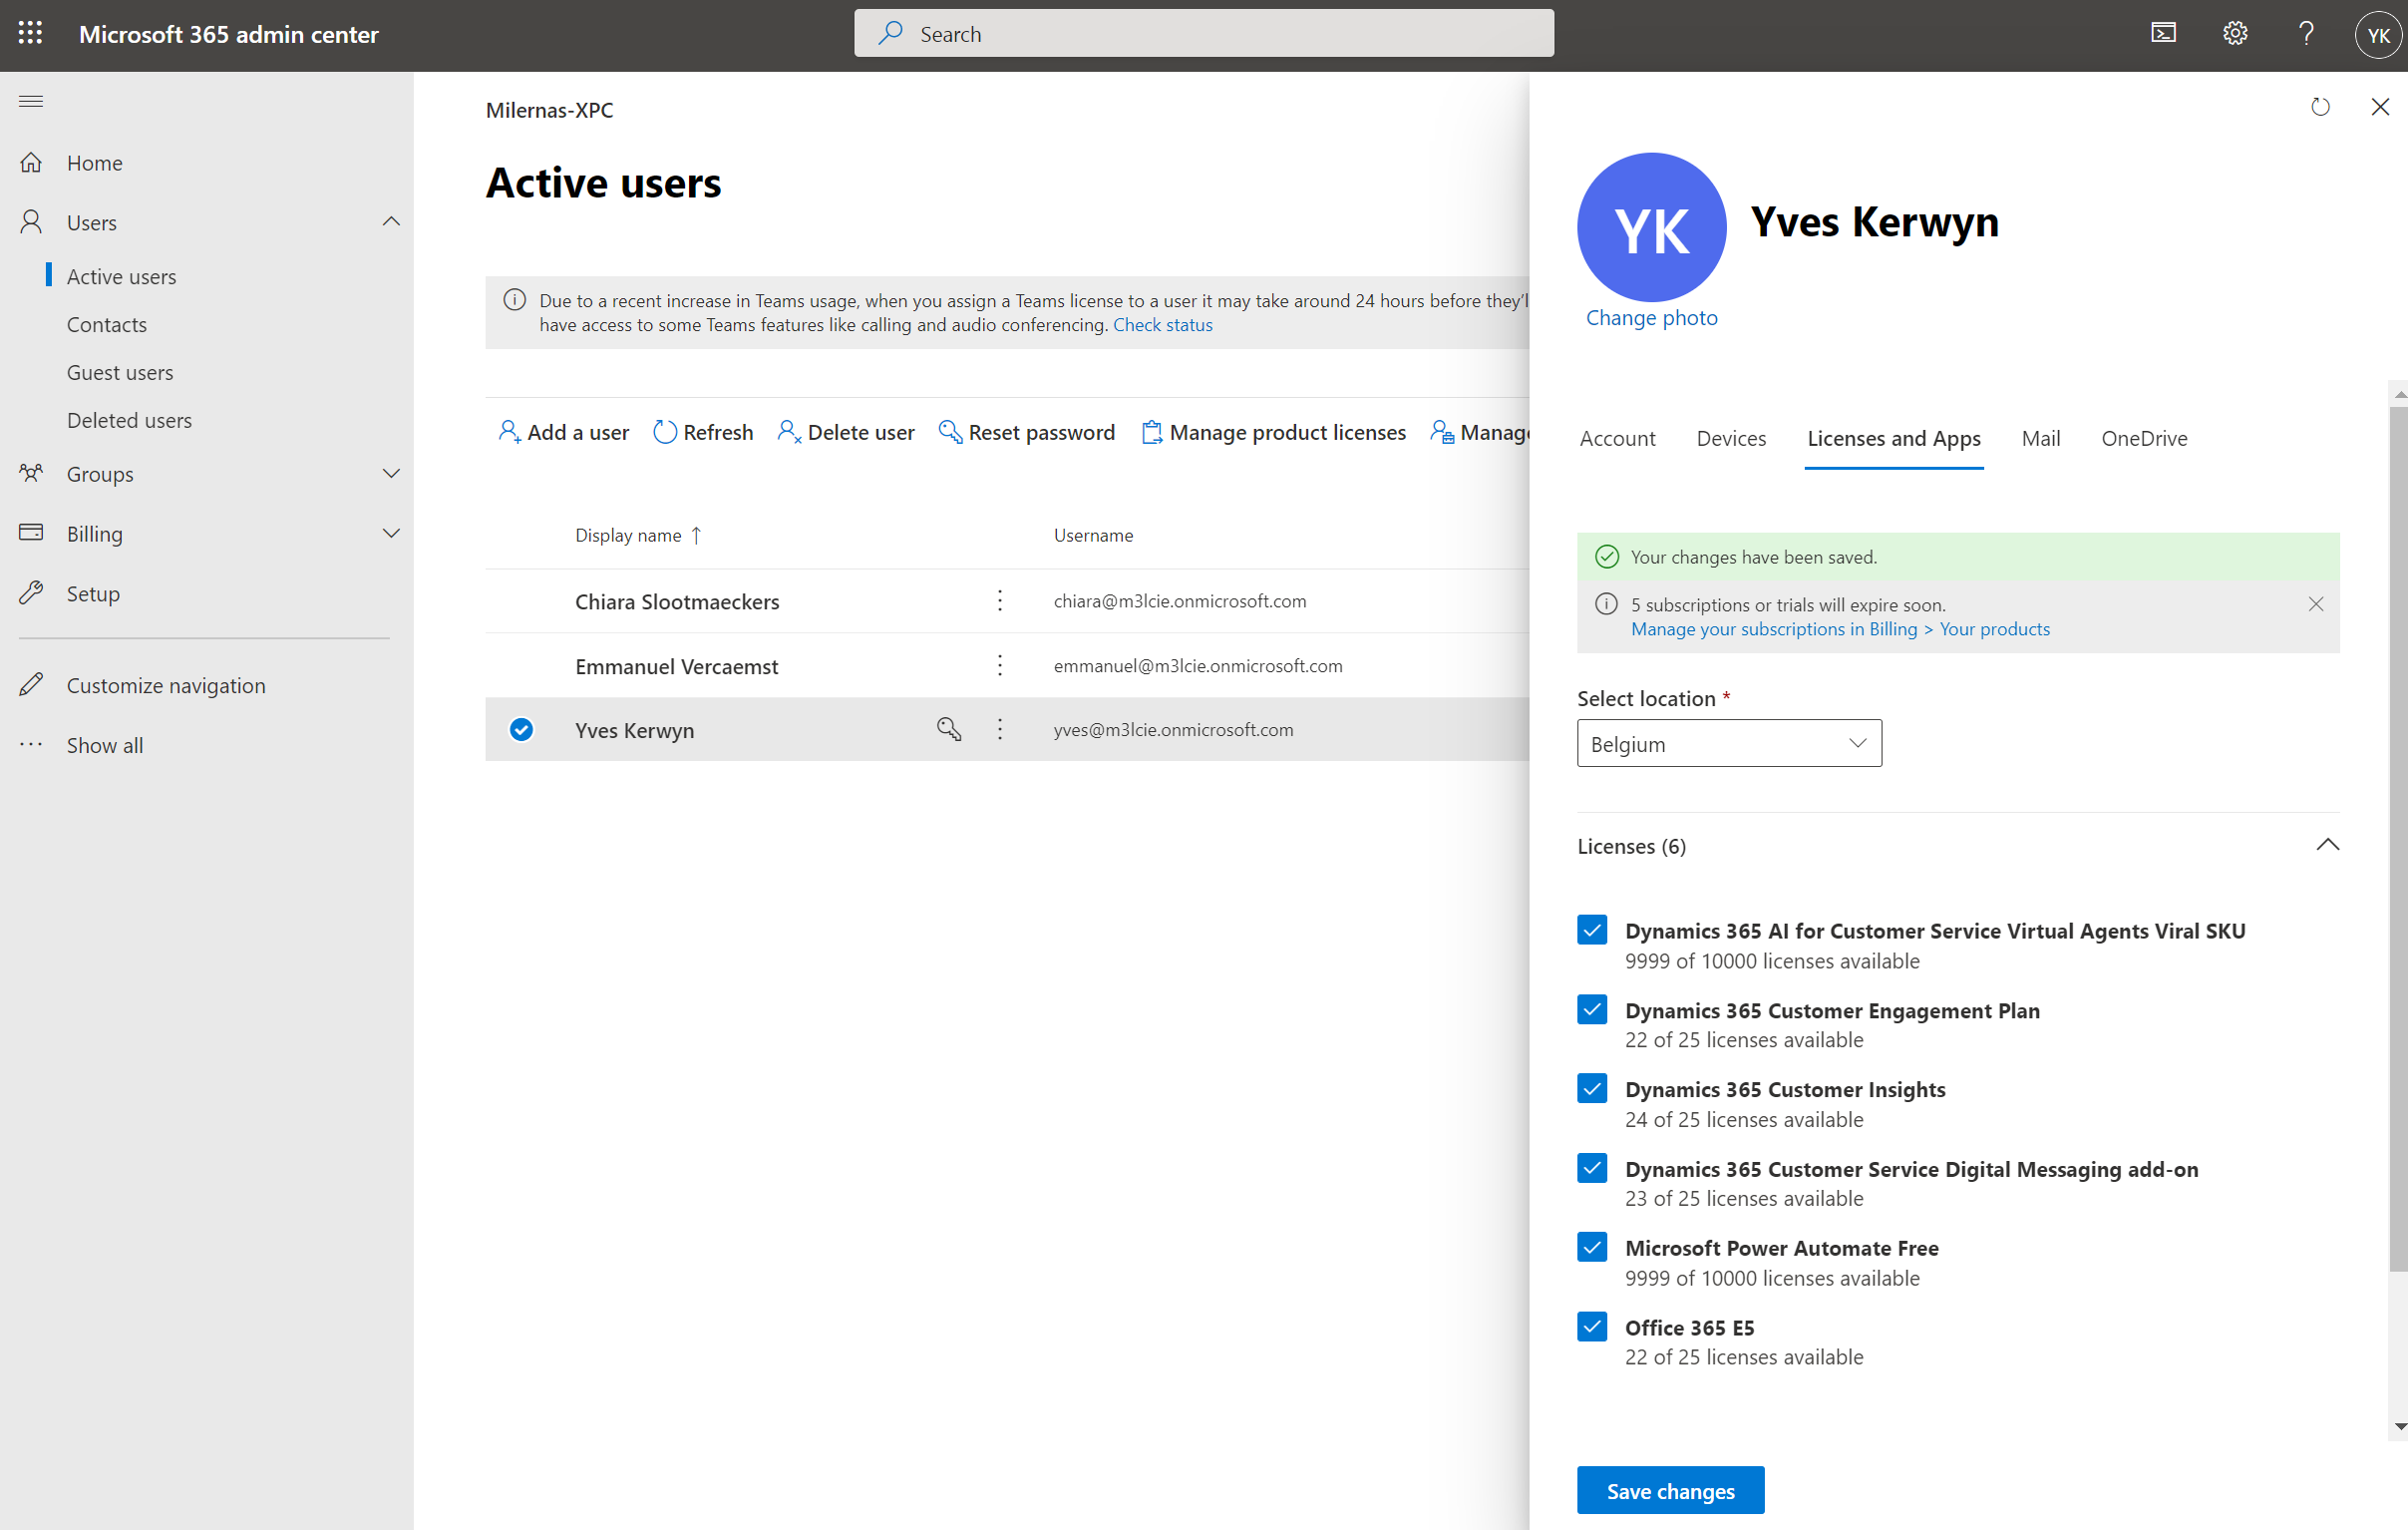 Microsoft 365 admin center
Search
YK
Home
Users
Active users
Contacts
Guest users
Deleted users
Groups
Billing
Setup
Customize navigation
Show all
Milernas-XPC
Active users
Due to a recent increase in Teams usage, when you assign a Teams license to a user it may take around 24 hours before they'll
have access to some Teams features like calling and audio conferencing. Check status
Add a user Refresh Delete user Reset password Manage product licenses Manage
Display name ↑ Username
Chiara Slootmaeckers chiara@m3lcie.onmicrosoft.com
Emmanuel Vercaemst emmanuel@m3lcie.onmicrosoft.com
Yves Kerwyn yves@m3lcie.onmicrosoft.com
YK
Yves Kerwyn
Change photo
Account Devices Licenses and Apps Mail OneDrive
Your changes have been saved.
5 subscriptions or trials will expire soon.
Manage your subscriptions in Billing > Your products
Select location *
Belgium
Licenses (6)
Dynamics 365 AI for Customer Service Virtual Agents Viral SKU
9999 of 10000 licenses available
Dynamics 365 Customer Engagement Plan
22 of 25 licenses available
Dynamics 365 Customer Insights
24 of 25 licenses available
Dynamics 365 Customer Service Digital Messaging add-on
23 of 25 licenses available
Microsoft Power Automate Free
9999 of 10000 licenses available
Office 365 E5
22 of 25 licenses available
Save changes